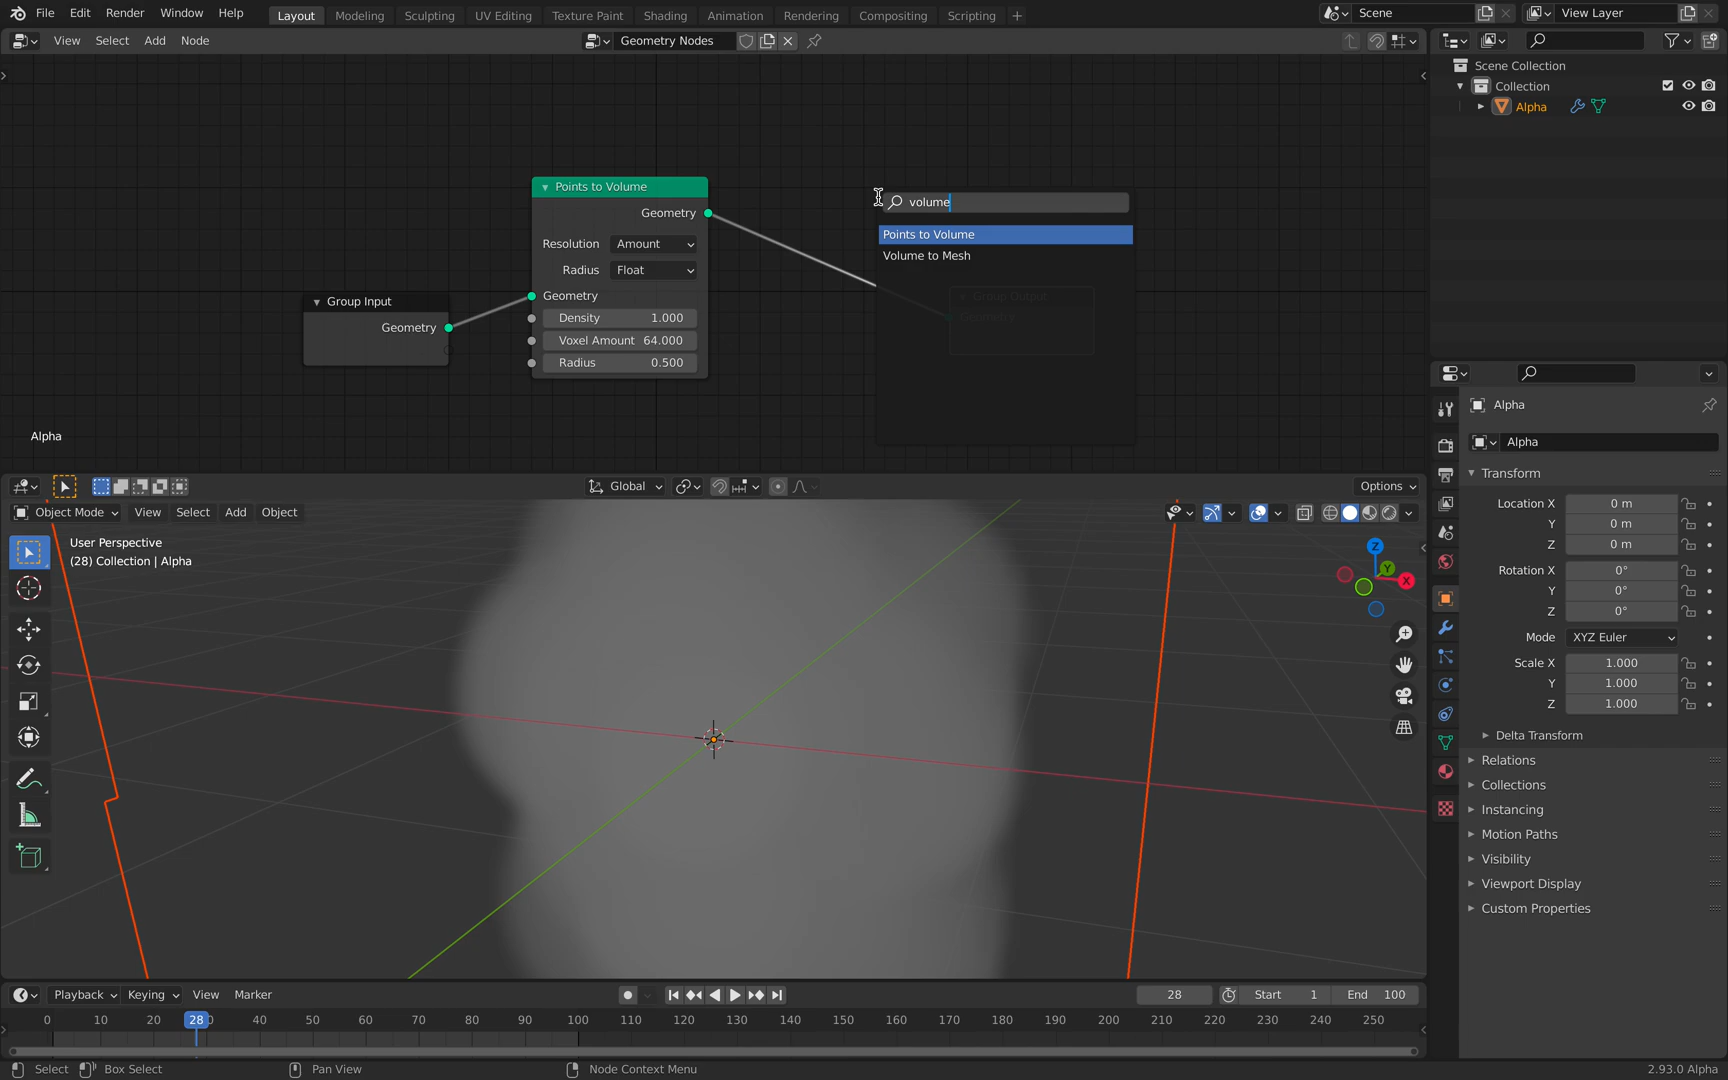 File Edit Render Window Help Layout Modeling Sculpting UV Editing Texture Paint Shading Animation Rendering Compositing Scripting + Scene View Layer
View Select Add Node Geometry Nodes
Scene Collection
Collection
Alpha
Points to Volume
Geometry
Resolution Amount
Radius Float
Geometry
Density 1.000
Voxel Amount 64.000
Radius 0.500
Group Input
Geometry
volume
Points to Volume
Volume to Mesh
Group Output
Geometry
Alpha
Global Options
Object Mode View Select Add Object
User Perspective
(28) Collection | Alpha
Z
Y
X
Alpha
Alpha
Transform
Location X 0 m
Y 0 m
Z 0 m
Rotation X 0°
Y 0°
Z 0°
Mode XYZ Euler
Scale X 1.000
Y 1.000
Z 1.000
Delta Transform
Relations
Collections
Instancing
Motion Paths
Visibility
Viewport Display
Custom Properties
Playback Keying View Marker 28 Start 1 End 100
0 10 20 28 40 50 60 70 80 90 100 110 120 130 140 150 160 170 180 190 200 210 220 230 240 250
Select Box Select Pan View Node Context Menu 2.93.0 Alpha